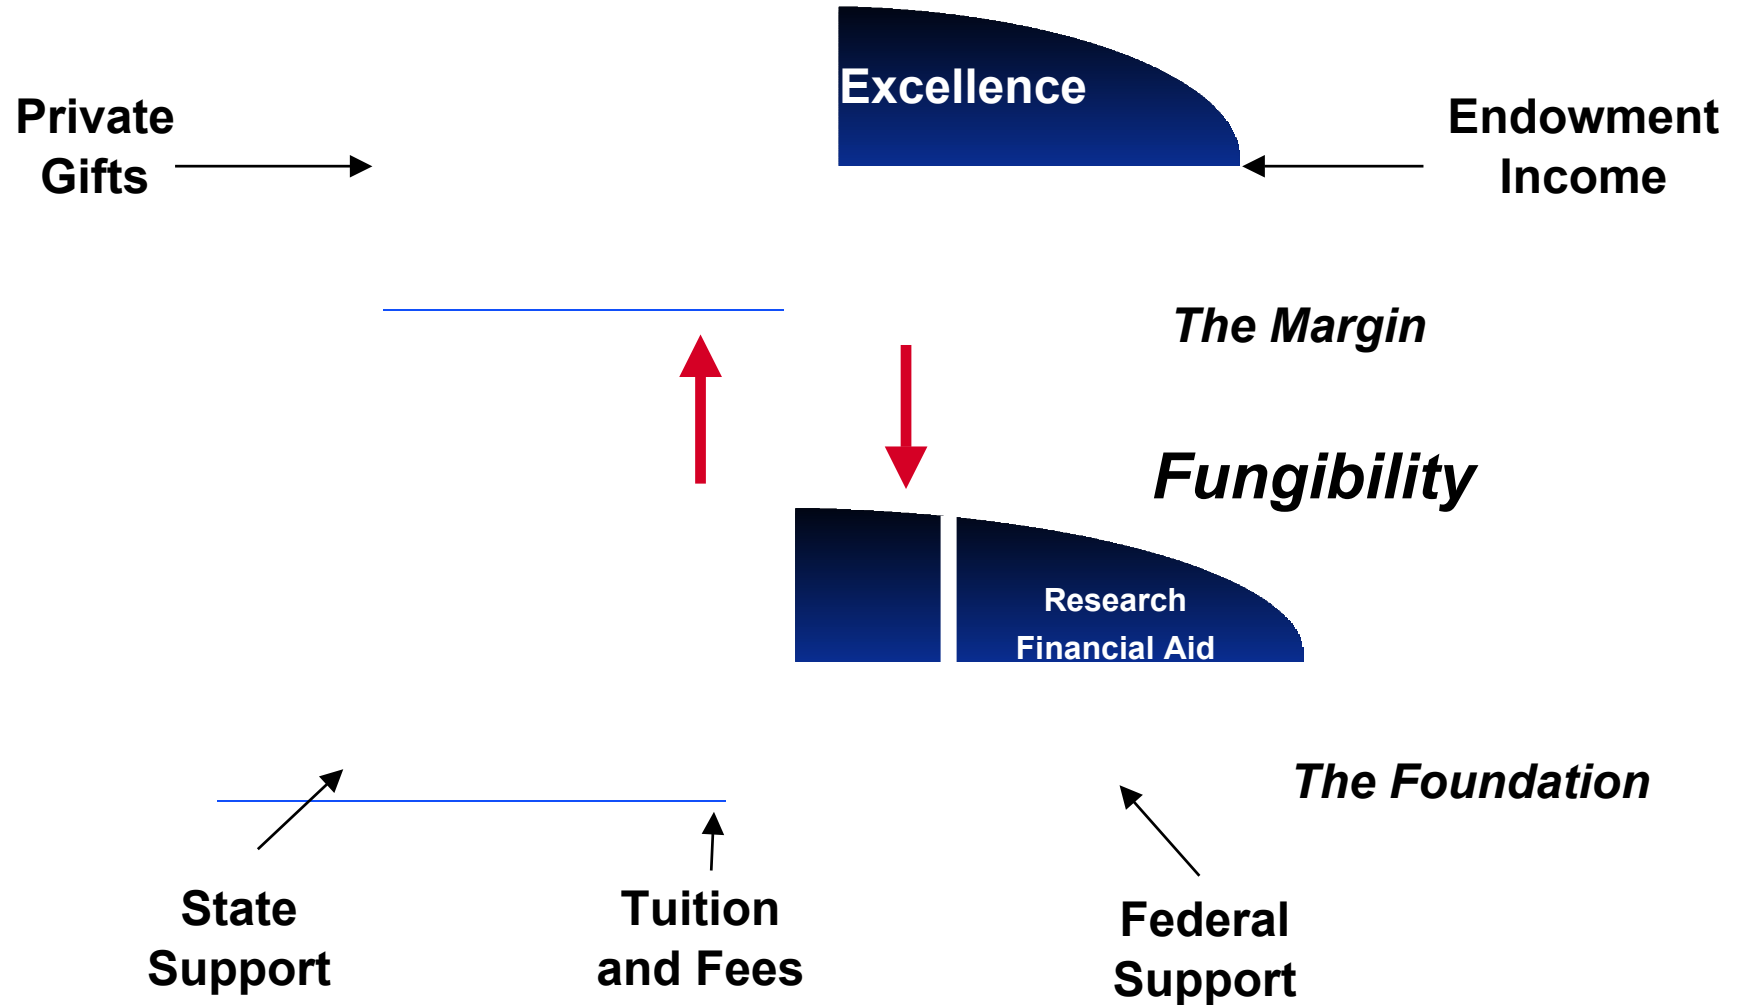 Excellence
Private
Gifts
Endowment
Income
The Margin
Fungibility
Research
Financial Aid
The Foundation
State
Support
Tuition
and Fees
Federal
Support